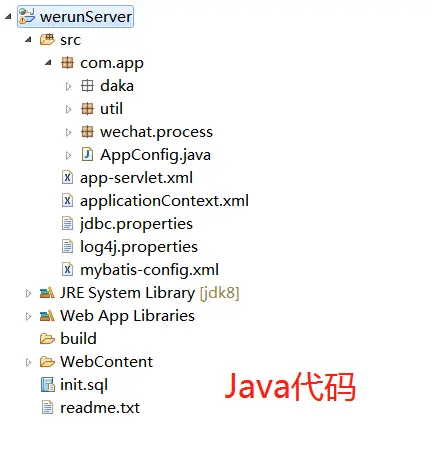 werunServer
src
com.app
daka
util
wechat.process
AppConfig.java
app-servlet.xml
applicationContext.xml
jdbc.properties
log4j.properties
mybatis-config.xml
JRE System Library [jdk8]
Web App Libraries
build
WebContent
init.sql
readme.txt
Java代码